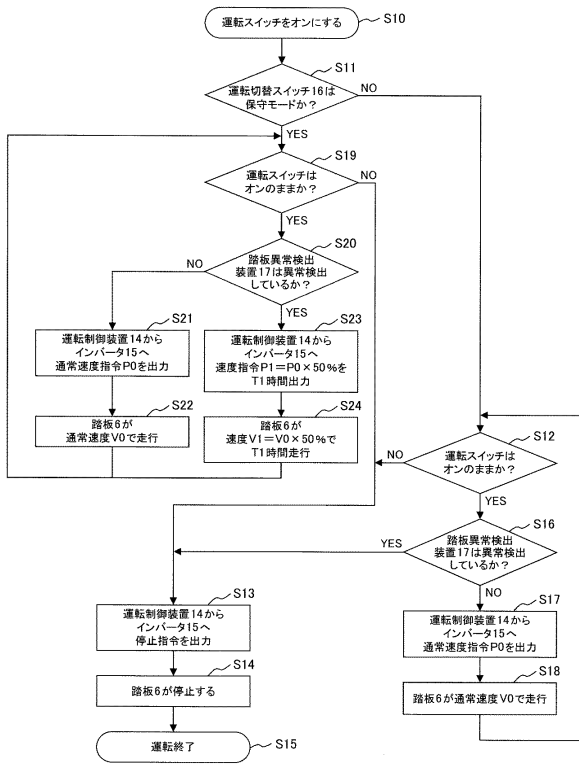 運転スイッチをオンにする
S10
S11
運転切替スイッチ16は
保守モードか？
NO
YES
S19
運転スイッチは
オンのままか？
NO
YES
S20
踏板異常検出
装置17は異常検出
しているか？
NO
YES
S21
運転制御装置14から
インバータ15へ
通常速度指令P0を出力
S23
運転制御装置14から
インバータ15へ
速度指令P1＝P0×50％を
T1時間出力
S22
踏板6が
通常速度V0で走行
S24
踏板6が
速度V1＝V0×50％で
T1時間走行
S12
運転スイッチは
オンのままか？
NO
YES
S16
踏板異常検出
装置17は異常検出
しているか？
YES
NO
S13
運転制御装置14から
インバータ15へ
停止指令を出力
S17
運転制御装置14から
インバータ15へ
通常速度指令P0を出力
S14
踏板6が停止する
S18
踏板6が通常速度V0で走行
運転終了
S15